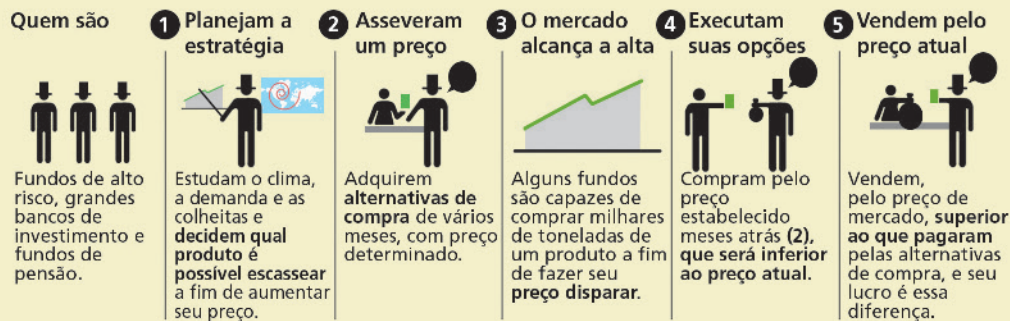 Quem são
Fundos de alto
risco, grandes
bancos de
investimento e
fundos de
pensão.
1 Planejam a
estratégia
Estudam o clima,
a demanda e as
colheitas e
decidem qual
produto é
possível escassear
a fim de aumentar
seu preço.
2 Asseveram
um preço
Adquirem
alternativas de
compra de vários
meses, com preço
determinado.
3 O mercado
alcança a alta
Alguns fundos
são capazes de
comprar milhares
de toneladas de
um produto a fim
de fazer seu
preço disparar.
4 Executam
suas opções
Compram pelo
preço
estabelecido
meses atrás (2),
que será inferior
ao preço atual.
5 Vendem pelo
preço atual
Vendem,
pelo preço de
mercado, superior
ao que pagaram
pelas alternativas
de compra, e seu
lucro é essa
diferença.